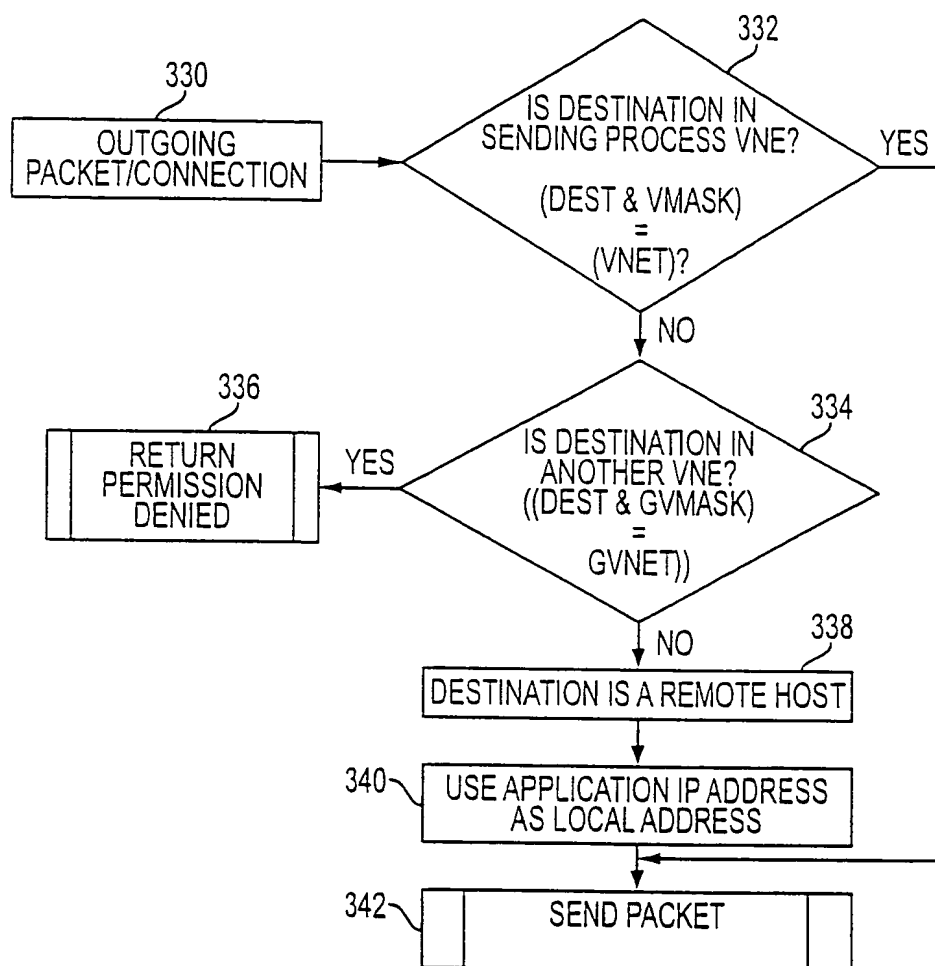 330
OUTGOING
PACKET/CONNECTION
332
IS DESTINATION IN
SENDING PROCESS VNE?
(DEST & VMASK)
=
(VNET)?
YES
NO
334
IS DESTINATION IN
ANOTHER VNE?
((DEST & GVMASK)
=
GVNET))
YES
336
RETURN
PERMISSION
DENIED
NO
338
DESTINATION IS A REMOTE HOST
340
USE APPLICATION IP ADDRESS
AS LOCAL ADDRESS
342
SEND PACKET